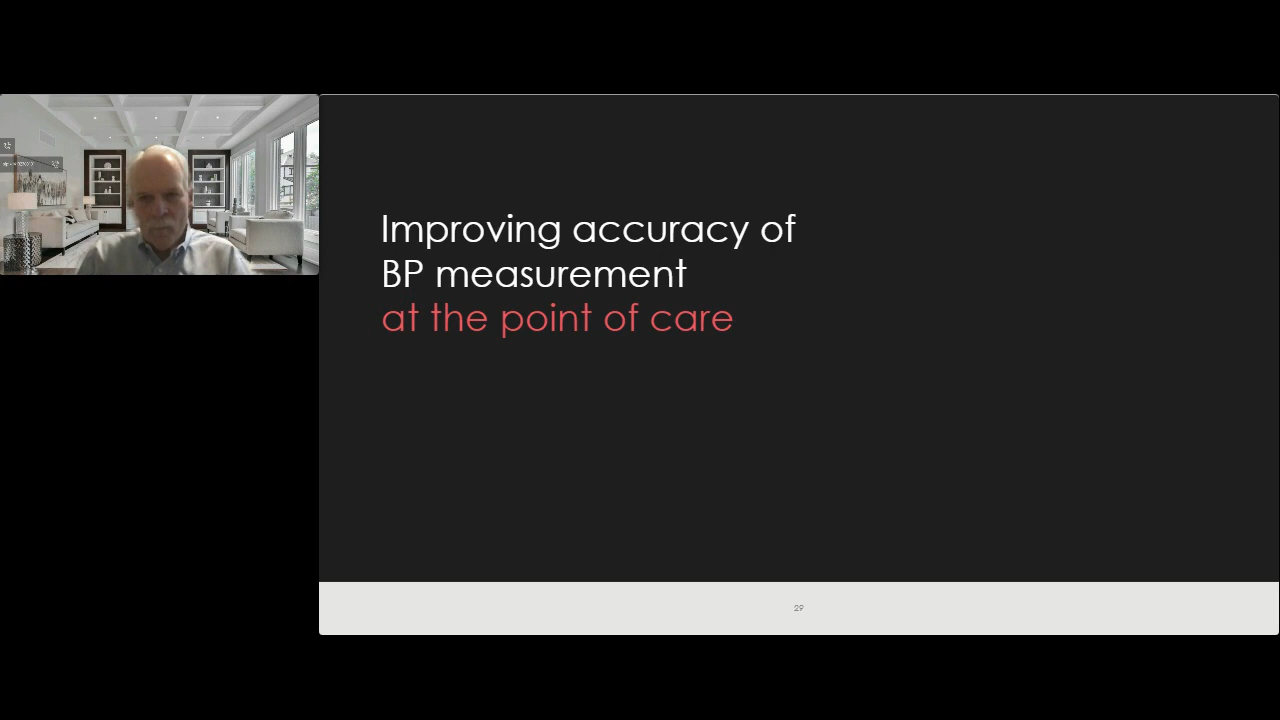 Improving accuracy of
BP measurement
at the point of care
29